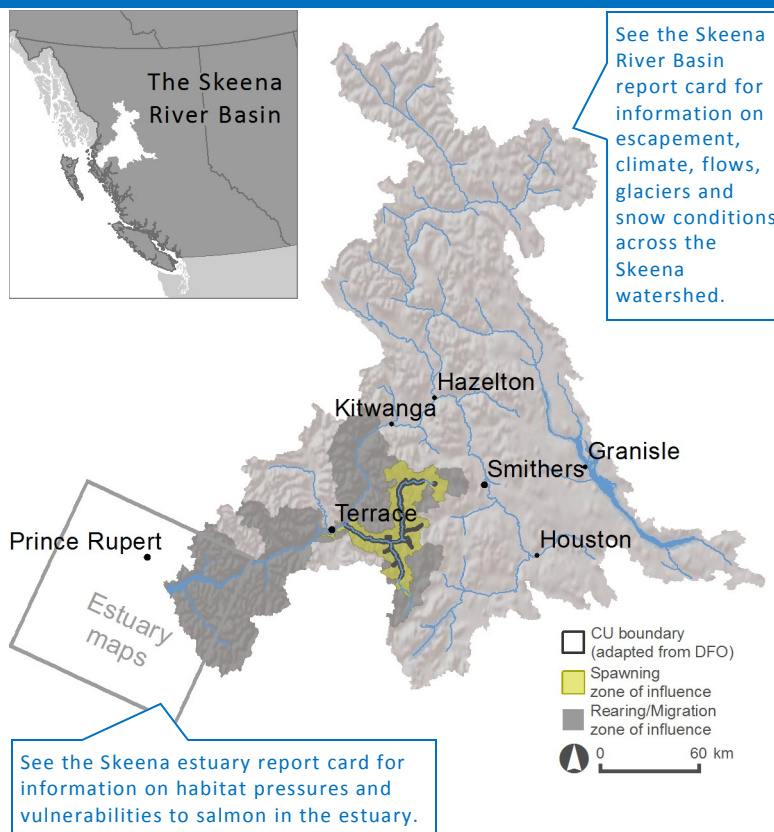 The Skeena
River Basin
See the Skeena
River Basin
report card for
information on
escapement,
climate, flows,
glaciers and
snow conditions
across the
Skeena
watershed.
Hazelton
Kitwanga
Granisle
Smithers
Terrace
Prince Rupert
Houston
Estuary
maps
CU boundary
(adapted from DFO)
Spawning
zone of influence
Rearing/Migration
zone of influence
0 60 km
See the Skeena estuary report card for
information on habitat pressures and
vulnerabilities to salmon in the estuary.